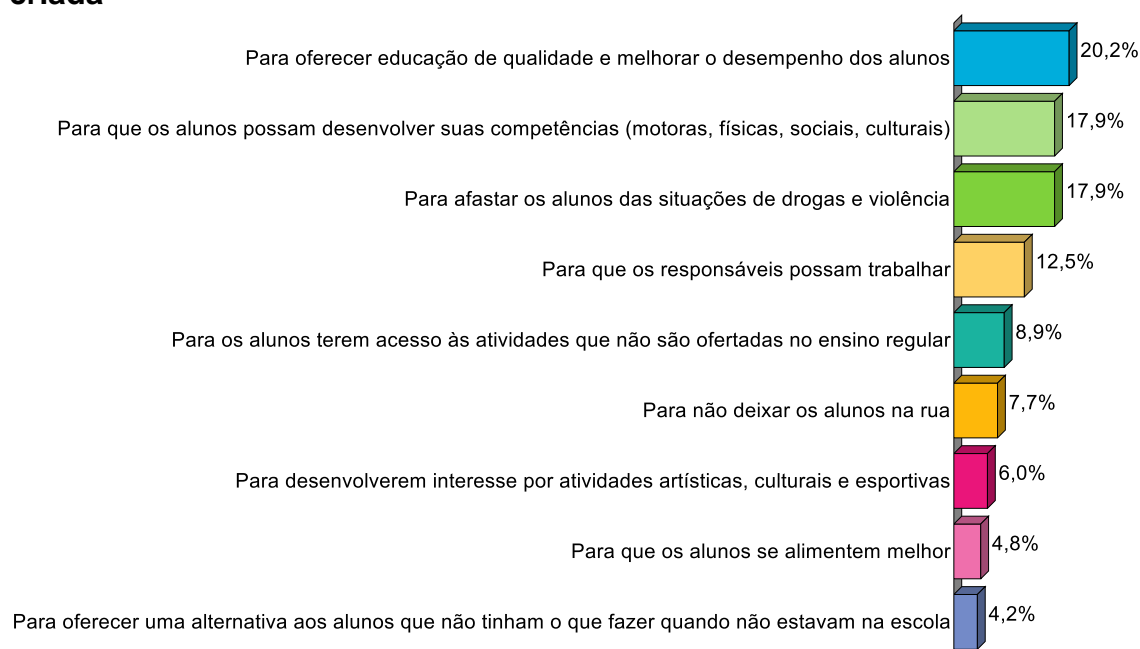 criada
Para oferecer educação de qualidade e melhorar o desempenho dos alunos 20,2%
Para que os alunos possam desenvolver suas competências (motoras, físicas, sociais, culturais) 17,9%
Para afastar os alunos das situações de drogas e violência 17,9%
Para que os responsáveis possam trabalhar 12,5%
Para os alunos terem acesso às atividades que não são ofertadas no ensino regular 8,9%
Para não deixar os alunos na rua 7,7%
Para desenvolverem interesse por atividades artísticas, culturais e esportivas 6,0%
Para que os alunos se alimentem melhor 4,8%
Para oferecer uma alternativa aos alunos que não tinham o que fazer quando não estavam na escola 4,2%